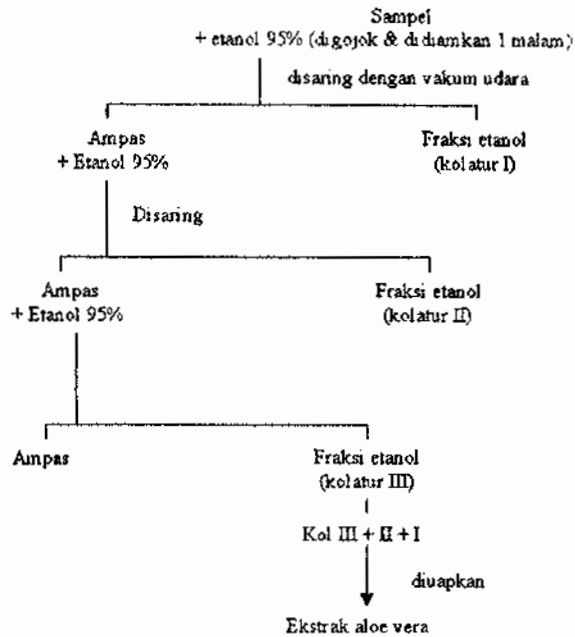 Sampel
+ etanol 95% (digojok & didiamkan 1 malam)
disaring dengan vakum udara
Ampas
+ Etanol 95%
Fraksi etanol
(kolatur I)
Disaring
Ampas
+ Etanol 95%
Fraksi etanol
(kolatur II)
Ampas
Fraksi etanol
(kolatur III)
Kol III + II + I
diuapkan
Ekstrak aloe vera